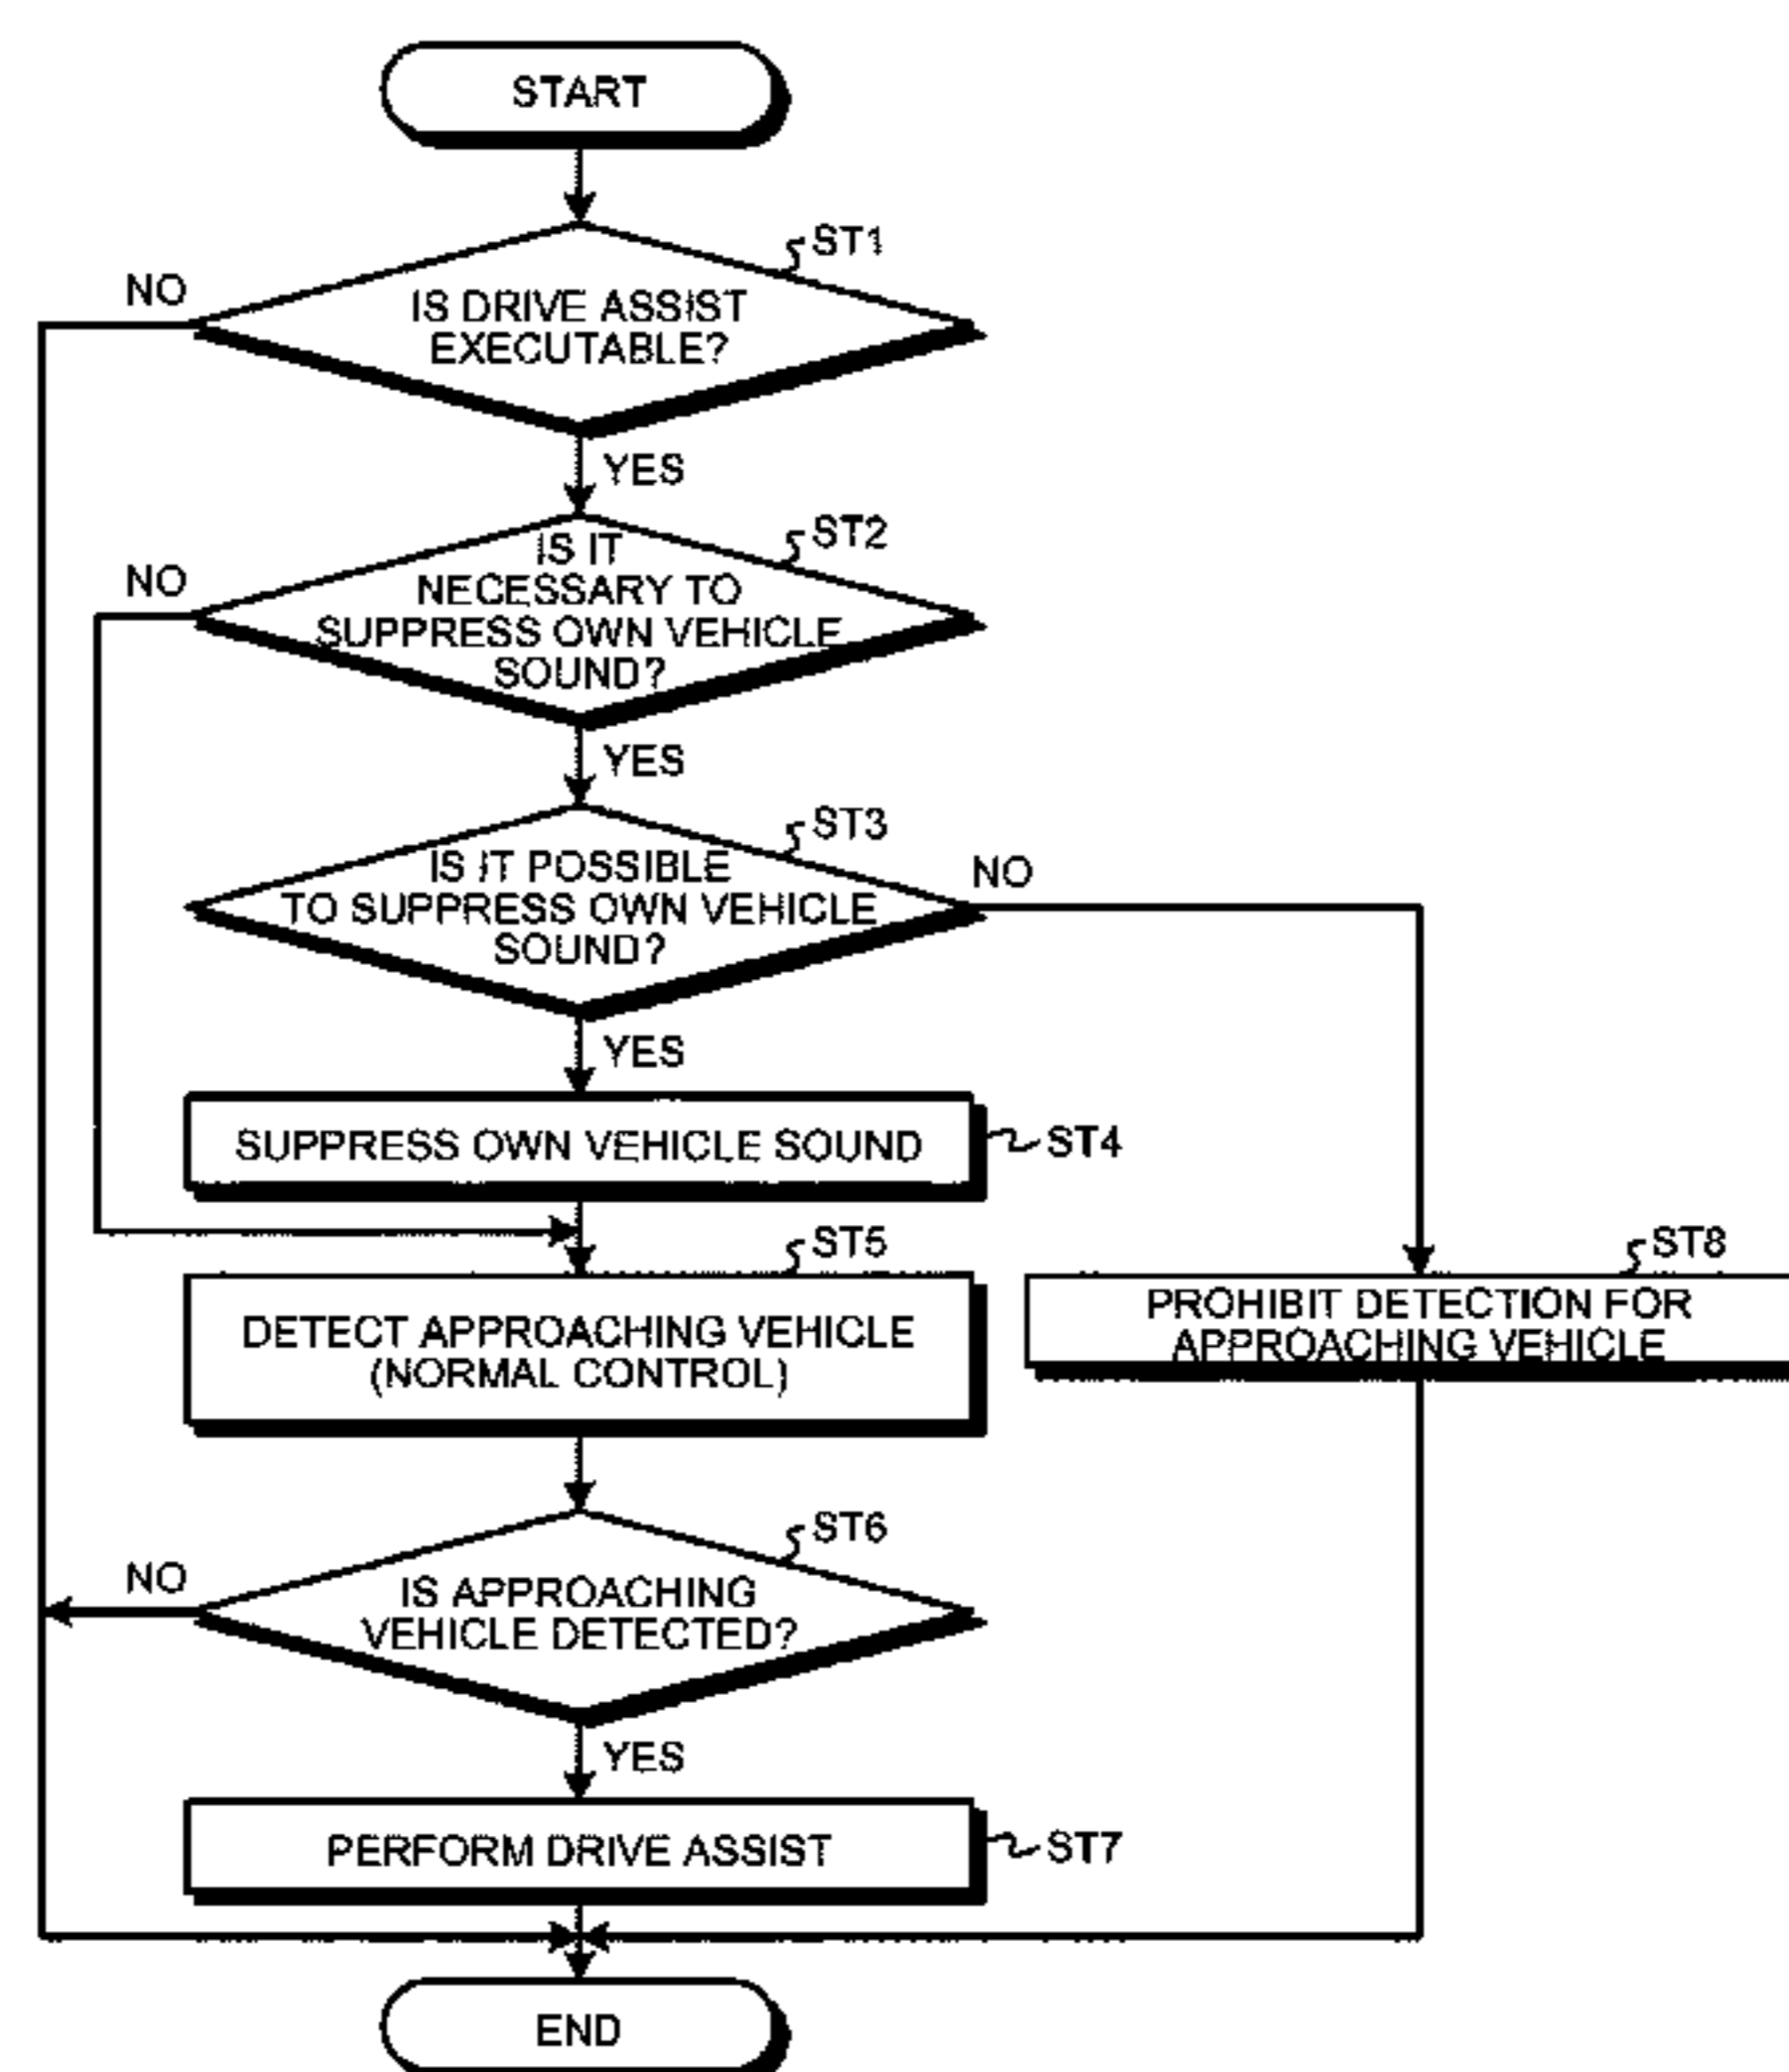 START
ST1
NO
IS DRIVE ASSIST
EXECUTABLE?
YES
ST2
NO
IS IT
NECESSARY TO
SUPPRESS OWN VEHICLE
SOUND?
YES
ST3
IS IT POSSIBLE
TO SUPPRESS OWN VEHICLE
SOUND?
NO
YES
SUPPRESS OWN VEHICLE SOUND
ST4
ST5
DETECT APPROACHING VEHICLE
(NORMAL CONTROL)
ST8
PROHIBIT DETECTION FOR
APPROACHING VEHICLE
ST6
NO
IS APPROACHING
VEHICLE DETECTED?
YES
PERFORM DRIVE ASSIST
ST7
END